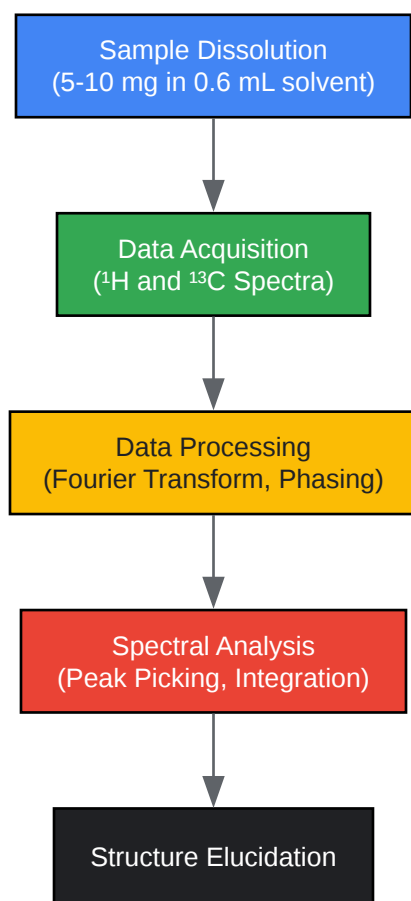 Sample Dissolution
(5-10 mg in 0.6 mL solvent)
Data Acquisition
(¹H and ¹³C Spectra)
Data Processing
(Fourier Transform, Phasing)
Spectral Analysis
(Peak Picking, Integration)
Structure Elucidation